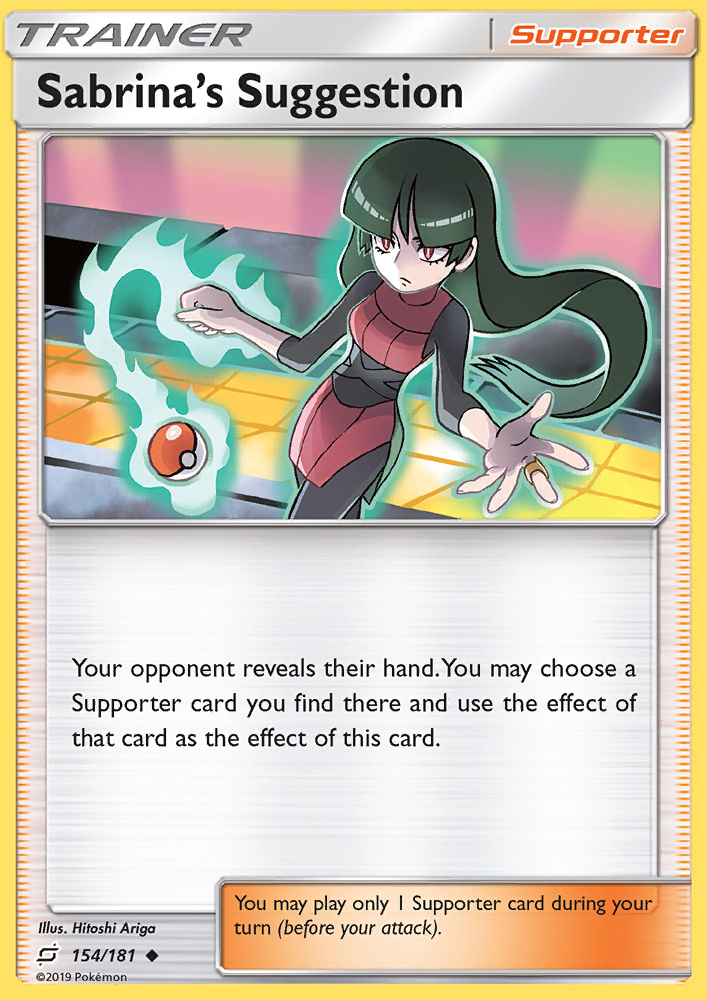 TRAINER | Supporter
Sabrina's Suggestion
Your opponent reveals their hand. You may choose a
Supporter card you find there and use the effect of
that card as the effect of this card.
You may play only 1 Supporter card during your
turn (before your attack).
Illus. Hitoshi Ariga
154/181 ◆
©2019 Pokémon